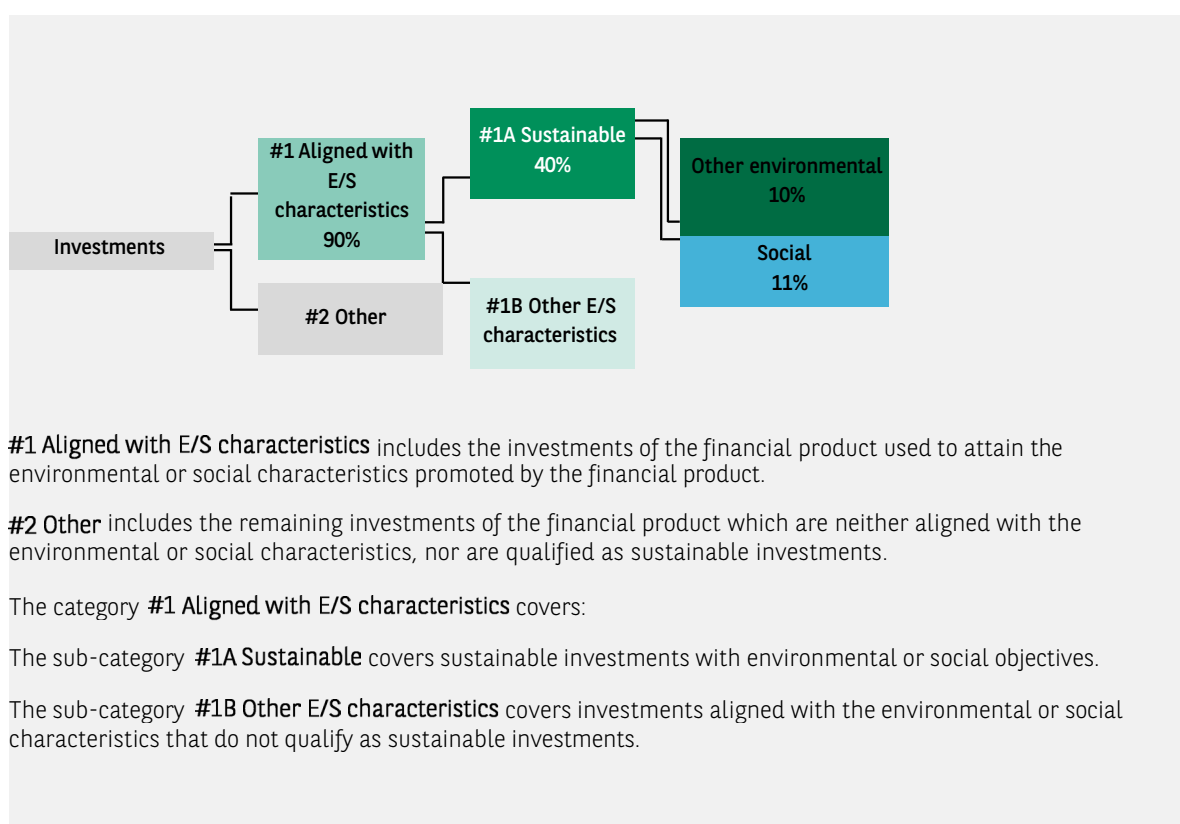 Investments
#1 Aligned with
E/S
characteristics
90%
#2 Other
#1A Sustainable
40%
#1B Other E/S
characteristics
Other environmental
10%
Social
11%
#1 Aligned with E/S characteristics includes the investments of the financial product used to attain the
environmental or social characteristics promoted by the financial product.
#2 Other includes the remaining investments of the financial product which are neither aligned with the
environmental or social characteristics, nor are qualified as sustainable investments.
The category #1 Aligned with E/S characteristics covers:
The sub-category #1A Sustainable covers sustainable investments with environmental or social objectives.
The sub-category #1B Other E/S characteristics covers investments aligned with the environmental or social
characteristics that do not qualify as sustainable investments.